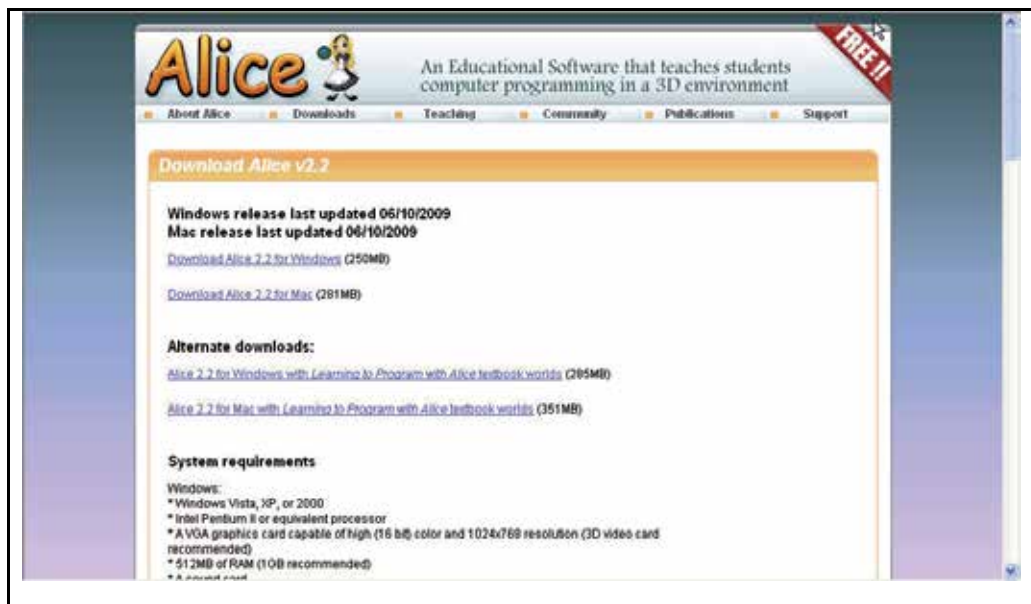 Alice
FREE !!
An Educational Software that teaches students
computer programming in a 3D environment
About Alice Downloads Teaching Community Publications Support
Download Alice v2.2
Windows release last updated 06/10/2009
Mac release last updated 06/10/2009
Download Alice 2.2 for Windows (250MB)
Download Alice 2.2 for Mac (281MB)
Alternate downloads:
Alice 2.2 for Windows with Learning to Program with Alice textbook worlds (285MB)
Alice 2.2 for Mac with Learning to Program with Alice textbook worlds (351MB)
System requirements
Windows:
* Windows Vista, XP, or 2000
* Intel Pentium II or equivalent processor
* A VGA graphics card capable of high (16 bit) color and 1024x768 resolution (3D video card
recommended)
* 512MB of RAM (1GB recommended)
* A sound card